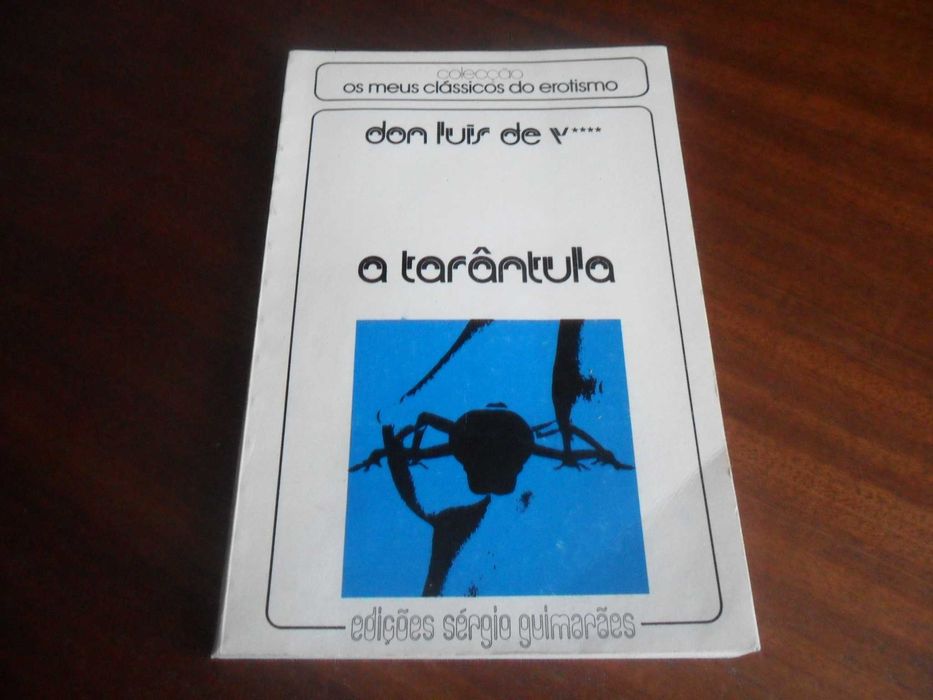 colecção
os meus clássicos do erotismo
don luis de v****
a tarântula
edições sérgio guimarães